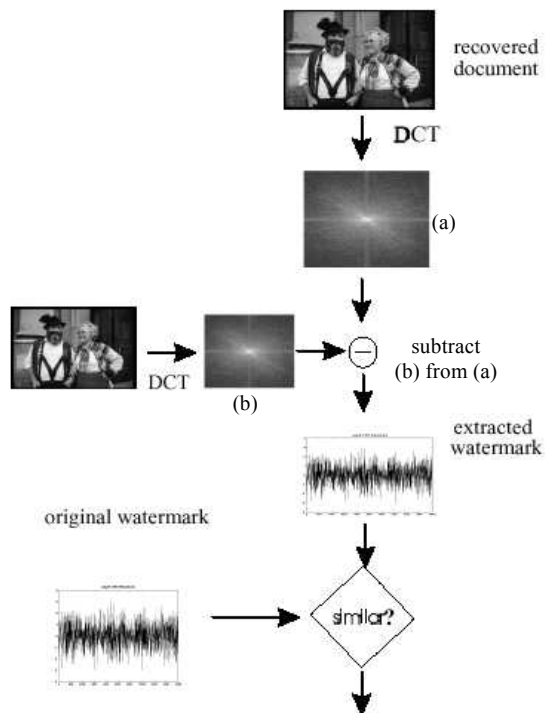 recovered
document
DCT
(a)
DCT
(b)
subtract
(b) from (a)
extracted
watermark
original watermark
similar?